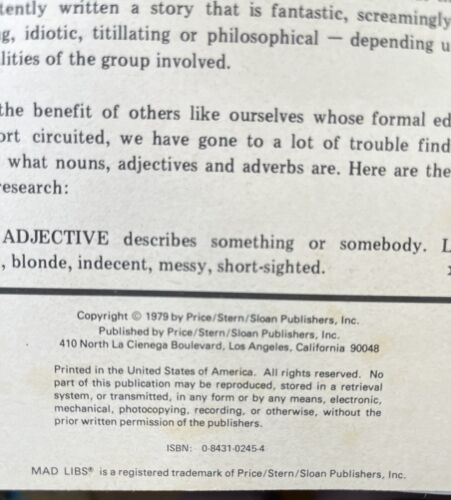 tently written a story that is fantastic, screamingly
g, idiotic, titillating or philosophical — depending u
lities of the group involved.
the benefit of others like ourselves whose formal ed
ort circuited, we have gone to a lot of trouble find
what nouns, adjectives and adverbs are. Here are the
esearch:
ADJECTIVE describes something or somebody. L
, blonde, indecent, messy, short-sighted.
Copyright © 1979 by Price/Stern/Sloan Publishers, Inc.
Published by Price/Stern/Sloan Publishers, Inc.
410 North La Cienega Boulevard, Los Angeles, California 90048
Printed in the United States of America. All rights reserved. No
part of this publication may be reproduced, stored in a retrieval
system, or transmitted, in any form or by any means, electronic,
mechanical, photocopying, recording, or otherwise, without the
prior written permission of the publishers.
ISBN: 0-8431-0245-4
MAD LIBS® is a registered trademark of Price/Stern/Sloan Publishers, Inc.